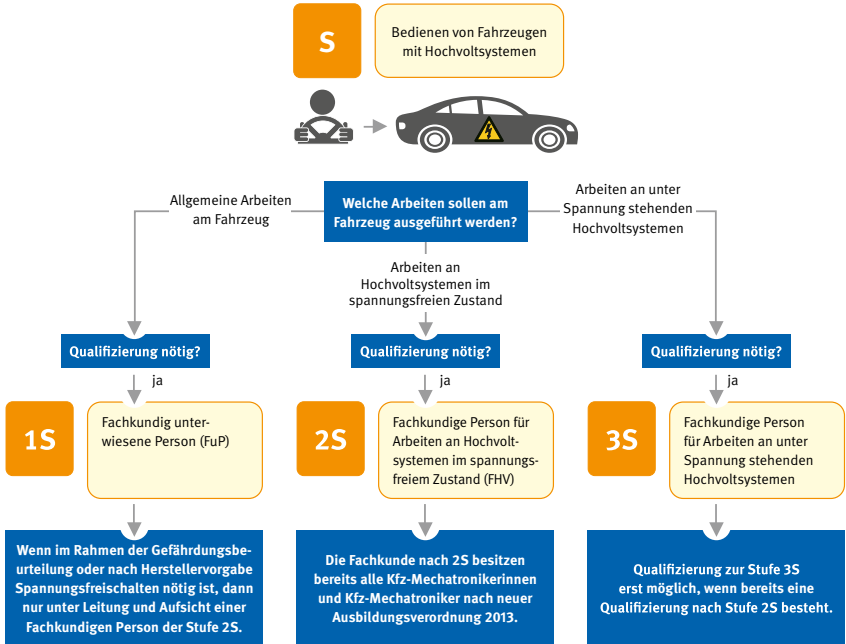 S
Bedienen von Fahrzeugen
mit Hochvoltsystemen
Allgemeine Arbeiten
am Fahrzeug
Welche Arbeiten sollen am
Fahrzeug ausgeführt werden?
Arbeiten an unter
Spannung stehenden
Hochvoltsystemen
Arbeiten an
Hochvoltsystemen im
spannungsfreien Zustand
Qualifizierung nötig?
Qualifizierung nötig?
Qualifizierung nötig?
ja
ja
ja
1S
Fachkundig unter-
wiesene Person (FuP)
2S
Fachkundige Person für
Arbeiten an Hochvolt-
systemen im spannungs-
freiem Zustand (FHV)
3S
Fachkundige Person
für Arbeiten an unter
Spannung stehenden
Hochvoltsystemen
Wenn im Rahmen der Gefährdungsbe-
urteilung oder nach Herstellervorgabe
Spannungsfreischalten nötig ist, dann
nur unter Leitung und Aufsicht einer
Fachkundigen Person der Stufe 2S.
Die Fachkunde nach 2S besitzen
bereits alle Kfz-Mechatronikerinnen
und Kfz-Mechatroniker nach neuer
Ausbildungsverordnung 2013.
Qualifizierung zur Stufe 3S
erst möglich, wenn bereits eine
Qualifizierung nach Stufe 2S besteht.